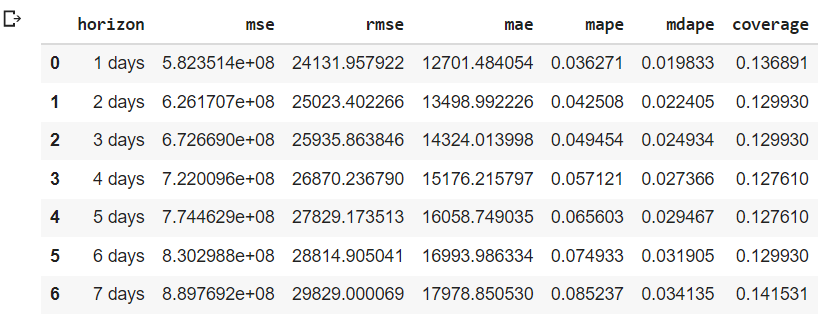 horizon mse rmse mae mape mdape coverage
0 1 days 5.823514e+08 24131.957922 12701.484054 0.036271 0.019833 0.136891
1 2 days 6.261707e+08 25023.402266 13498.992226 0.042508 0.022405 0.129930
2 3 days 6.726690e+08 25935.863846 14324.013998 0.049454 0.024934 0.129930
3 4 days 7.220096e+08 26870.236790 15176.215797 0.057121 0.027366 0.127610
4 5 days 7.744629e+08 27829.173513 16058.749035 0.065603 0.029467 0.127610
5 6 days 8.302988e+08 28814.905041 16993.986334 0.074933 0.031905 0.129930
6 7 days 8.897692e+08 29829.000069 17978.850530 0.085237 0.034135 0.141531